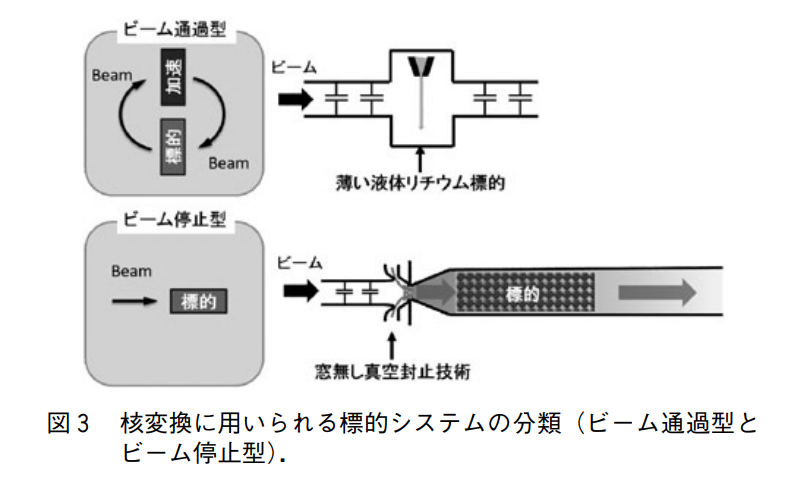 ビーム通過型
Beam
加速
標的
Beam
ビーム
薄い液体リチウム標的
ビーム停止型
Beam
標的
ビーム
標的
窓無し真空封止技術
図3 核変換に用いられる標的システムの分類（ビーム通過型と
ビーム停止型）．